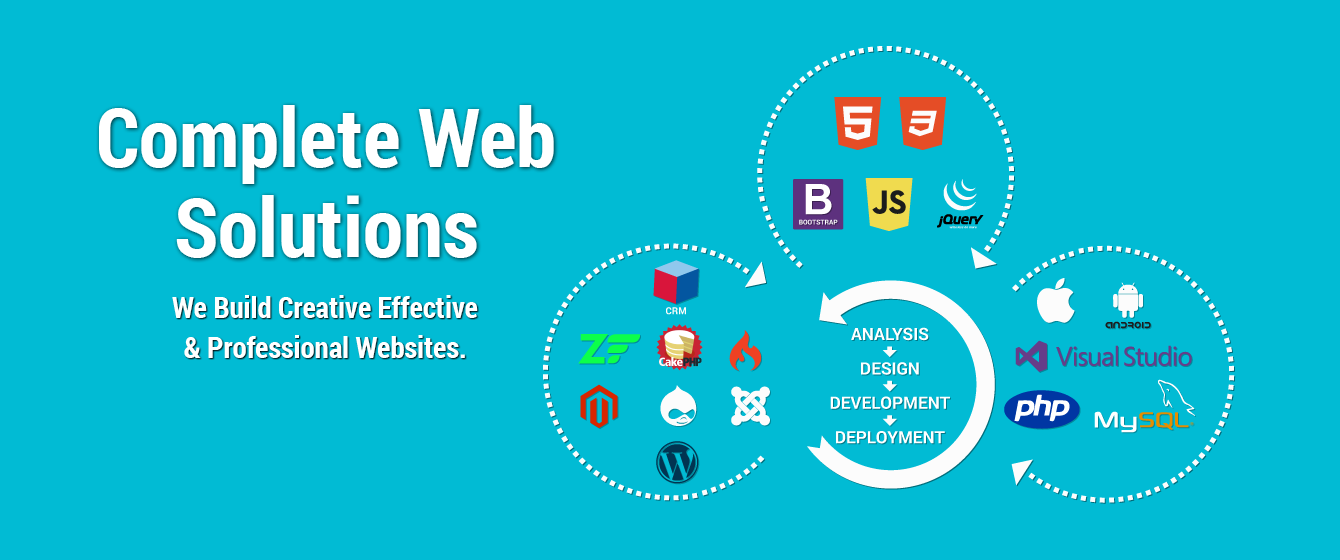 Complete Web
Solutions
We Build Creative Effective
& Professional Websites.
5 3
B JS
BOOTSTRAP
jQuery
CRM
ZF
CakePHP
W
ANALYSIS
DESIGN
DEVELOPMENT
DEPLOYMENT
ANDROID
Visual Studio
php
MySQL